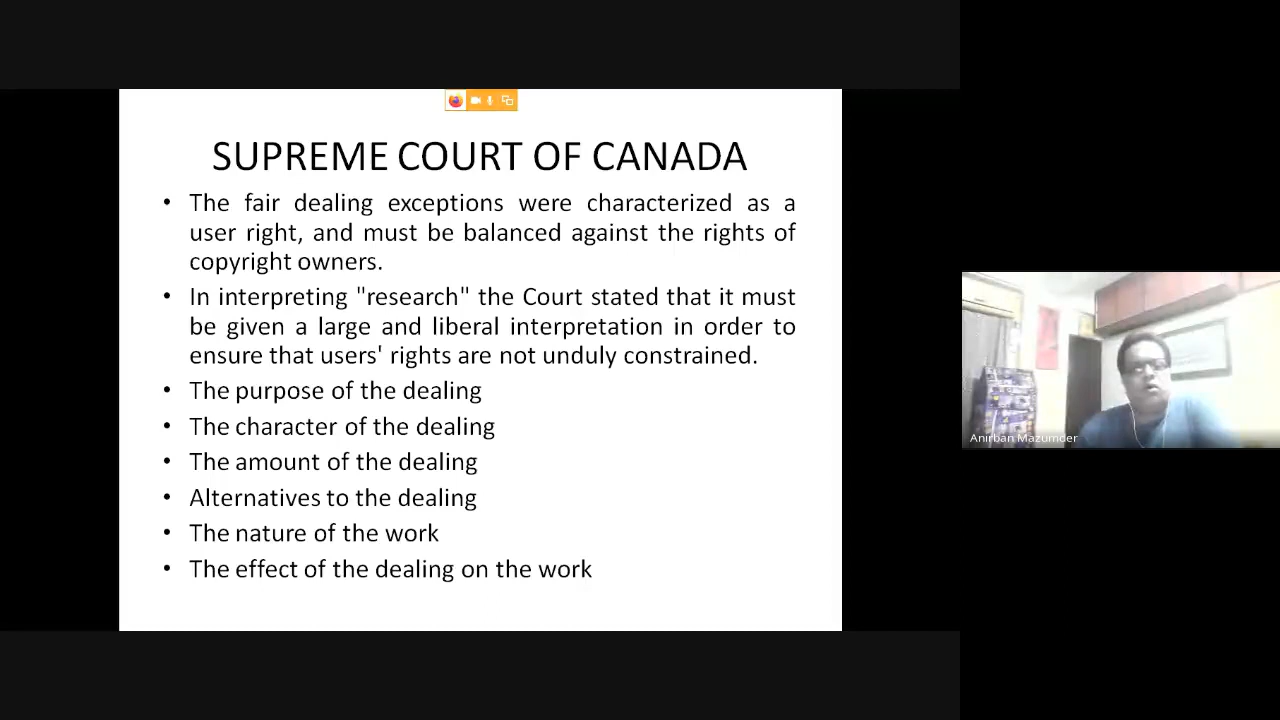 SUPREME COURT OF CANADA
• The fair dealing exceptions were characterized as a
user right, and must be balanced against the rights of
copyright owners.
• In interpreting "research" the Court stated that it must
be given a large and liberal interpretation in order to
ensure that users' rights are not unduly constrained.
• The purpose of the dealing
• The character of the dealing
• The amount of the dealing
• Alternatives to the dealing
• The nature of the work
• The effect of the dealing on the work
Anirban Mazumder